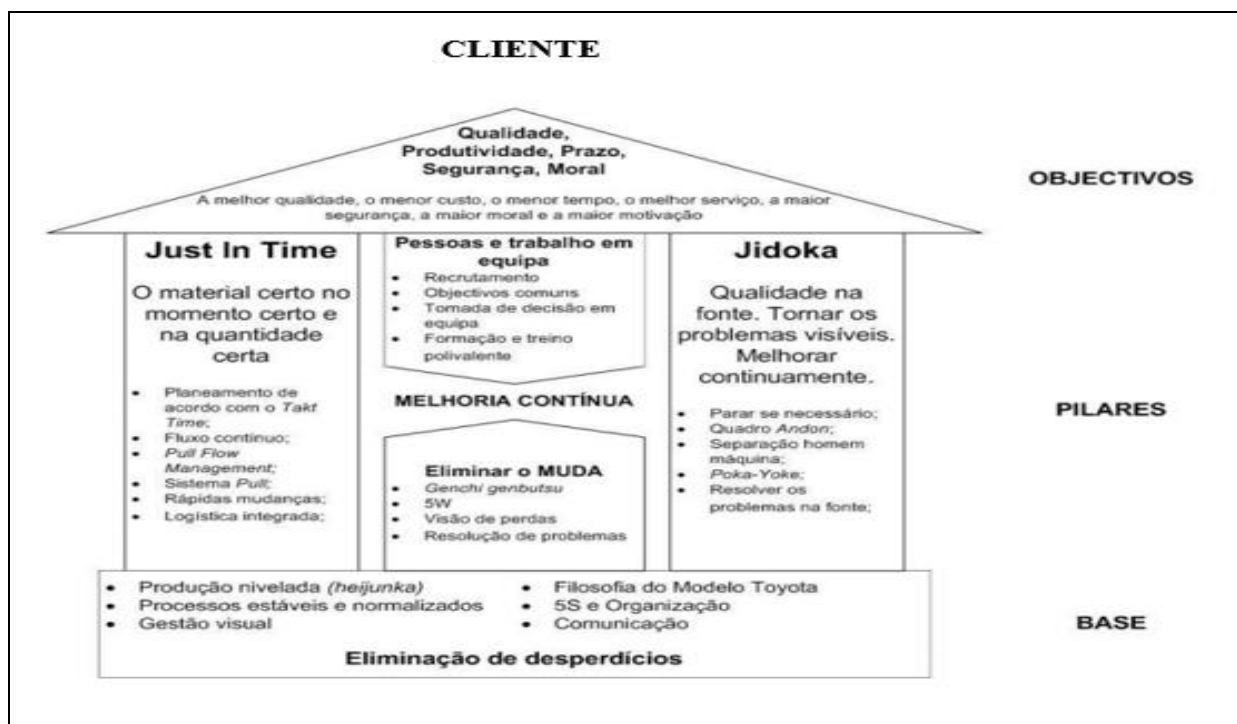 CLIENTE
Qualidade,
Produtividade, Prazo,
Segurança, Moral
A melhor qualidade, o menor custo, o menor tempo, o melhor serviço, a maior
segurança, a maior moral e a maior motivação
OBJECTIVOS
Just In Time
O material certo no
momento certo e
na quantidade
certa
• Planeamento de
acordo com o Takt
Time;
• Fluxo contínuo;
• Pull Flow
Management;
• Sistema Pull;
• Rápidas mudanças;
• Logística integrada;
Pessoas e trabalho em
equipa
• Recrutamento
• Objectivos comuns
• Tomada de decisão em
equipa
• Formação e treino
polivalente
MELHORIA CONTÍNUA
Eliminar o MUDA
• Genchi genbutsu
• 5W
• Visão de perdas
• Resolução de problemas
Jidoka
Qualidade na
fonte. Tornar os
problemas visíveis.
Melhorar
continuamente.
• Parar se necessário;
• Quadro Andon;
• Separação homem
máquina;
• Poka-Yoke;
• Resolver os
problemas na fonte;
PILARES
• Produção nivelada (heijunka)
• Processos estáveis e normalizados
• Gestão visual
• Filosofia do Modelo Toyota
• 5S e Organização
• Comunicação
Eliminação de desperdícios
BASE